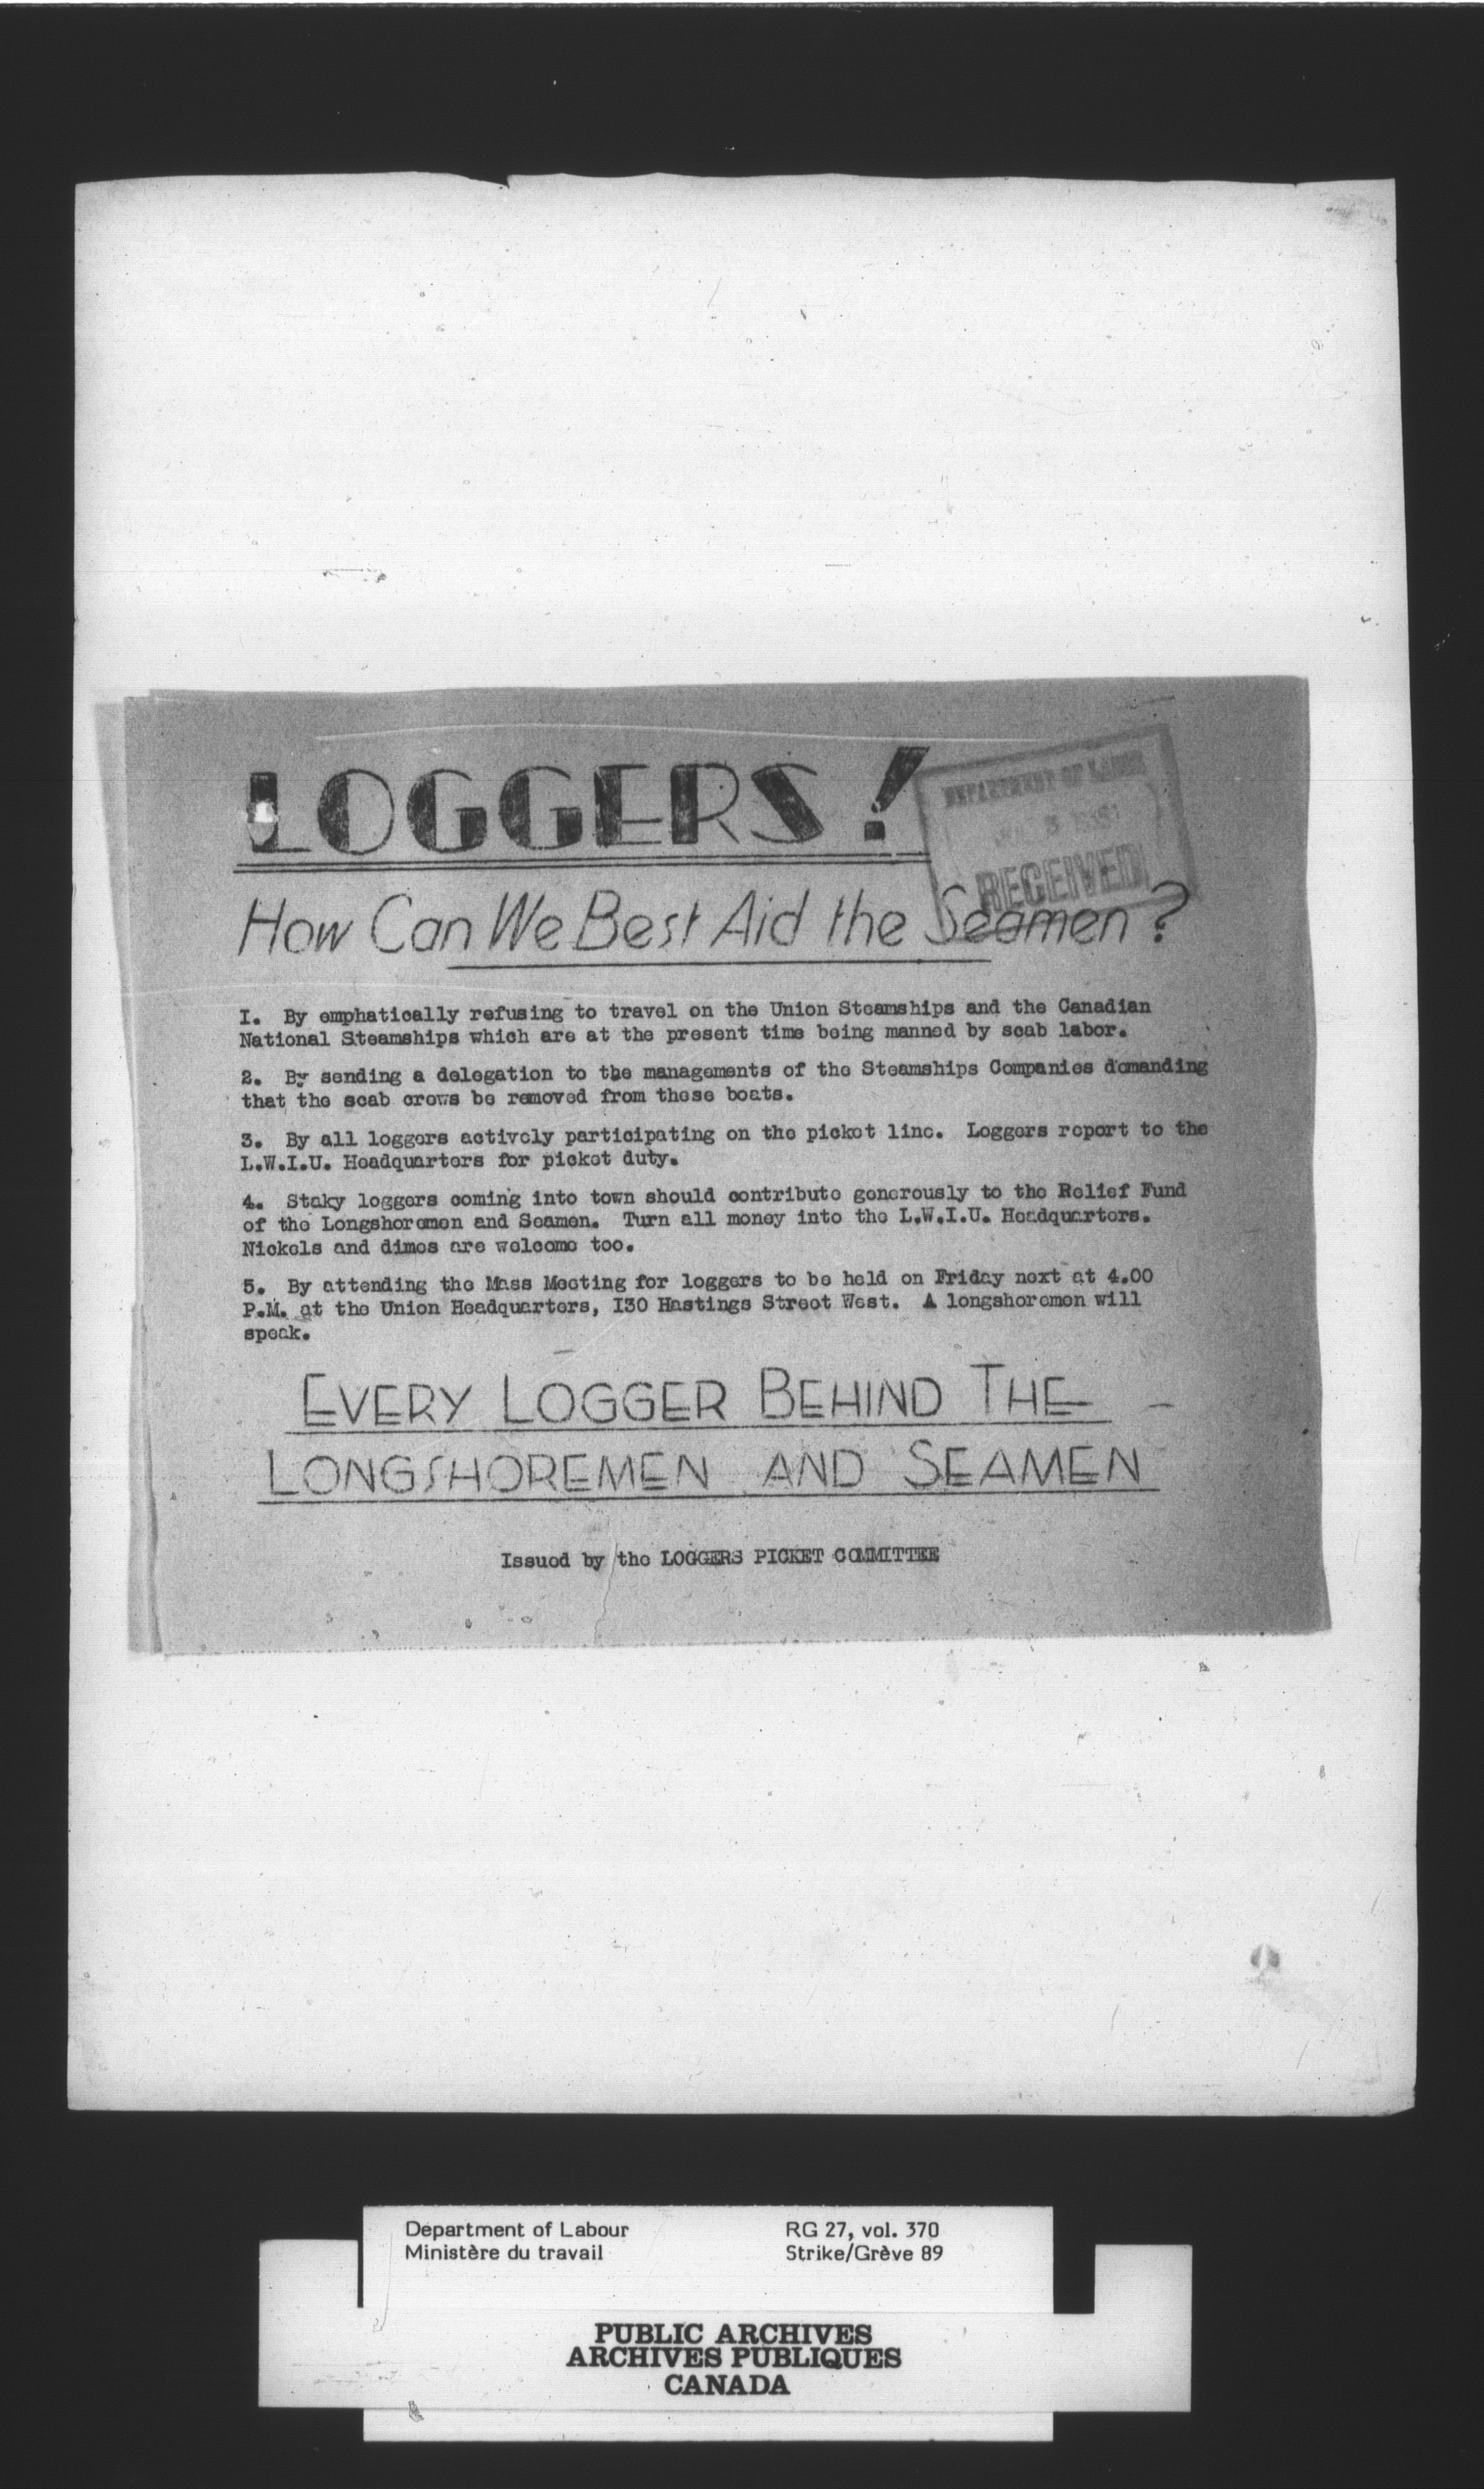 LOGGERS!
DEPARTMENT OF LABOUR
RECEIVED
How Can We Best Aid the Seamen?
I. By emphatically refusing to travel on the Union Steamships and the Canadian
National Steamships which are at the present time being manned by scab labor.
2. By sending a delegation to the managements of the Steamships Companies demanding
that the scab crews be removed from these boats.
3. By all loggers actively participating on the picket line. Loggers report to the
L.W.I.U. Headquarters for picket duty.
4. Staky loggers coming into town should contribute generously to the Relief Fund
of the Longshoremen and Seamen. Turn all money into the L.W.I.U. Headquarters.
Nickels and dimes are welcome too.
5. By attending the Mass Meeting for loggers to be held on Friday next at 4.00
P.M. at the Union Headquarters, I30 Hastings Street West. A longshoremen will
speak.
EVERY LOGGER BEHIND THE
LONGSHOREMEN AND SEAMEN
Issued by the LOGGERS PICKET COMMITTEE
Department of Labour
Ministère du travail
RG 27, vol. 370
Strike/Grève 89
PUBLIC ARCHIVES
ARCHIVES PUBLIQUES
CANADA